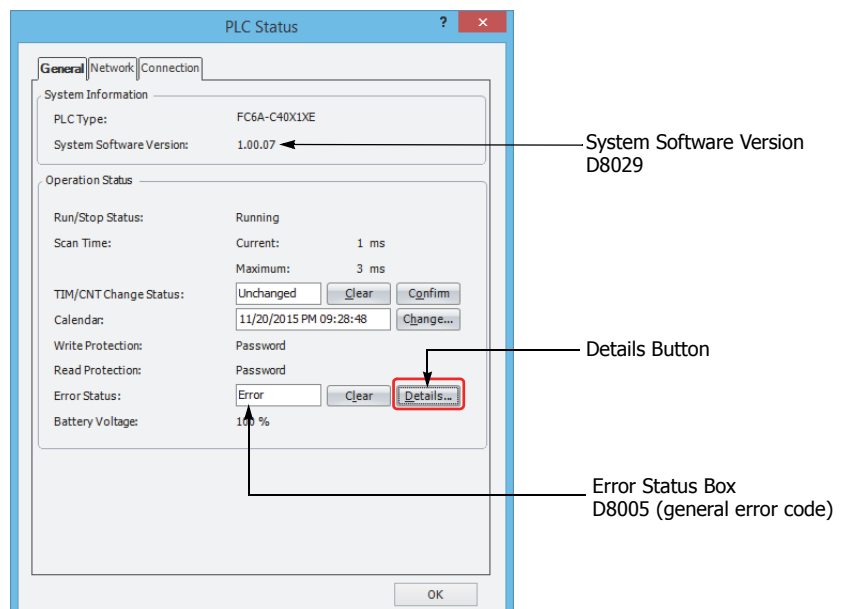 PLC Status ? ×
General Network Connection
System Information
PLC Type: FC6A-C40X1XE
System Software Version: 1.00.07
System Software Version
D8029
Operation Status
Run/Stop Status: Running
Scan Time: Current: 1 ms
Maximum: 3 ms
TIM/CNT Change Status: Unchanged Clear Confirm
Calendar: 11/20/2015 PM 09:28:48 Change...
Write Protection: Password
Details Button
Read Protection: Password
Error Status: Error Clear Details...
Battery Voltage: 100 %
Error Status Box
D8005 (general error code)
OK